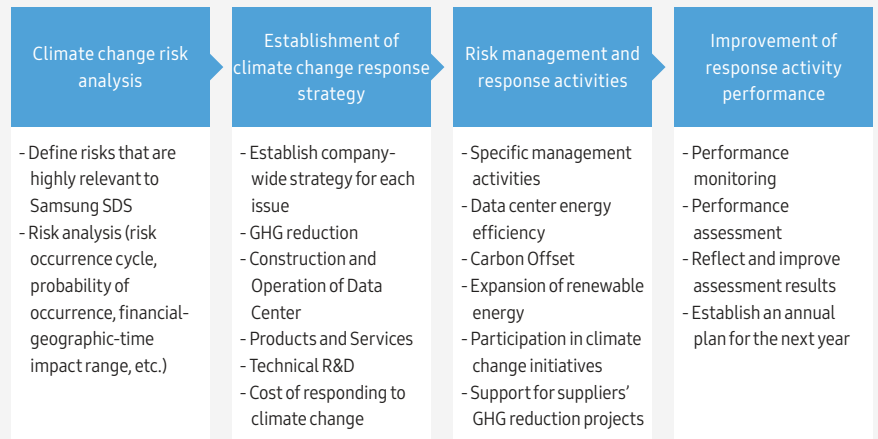 Climate change risk
analysis
- Define risks that are
highly relevant to
Samsung SDS
- Risk analysis (risk
occurrence cycle,
probability of
occurrence, financial-
geographic-time
impact range, etc.)
Establishment of
climate change response
strategy
- Establish company-
wide strategy for each
issue
- GHG reduction
- Construction and
Operation of Data
Center
- Products and Services
- Technical R&D
- Cost of responding to
climate change
Risk management and
response activities
- Specific management
activities
- Data center energy
efficiency
- Carbon Offset
- Expansion of renewable
energy
- Participation in climate
change initiatives
- Support for suppliers’
GHG reduction projects
Improvement of
response activity
performance
- Performance
monitoring
- Performance
assessment
- Reflect and improve
assessment results
- Establish an annual
plan for the next year